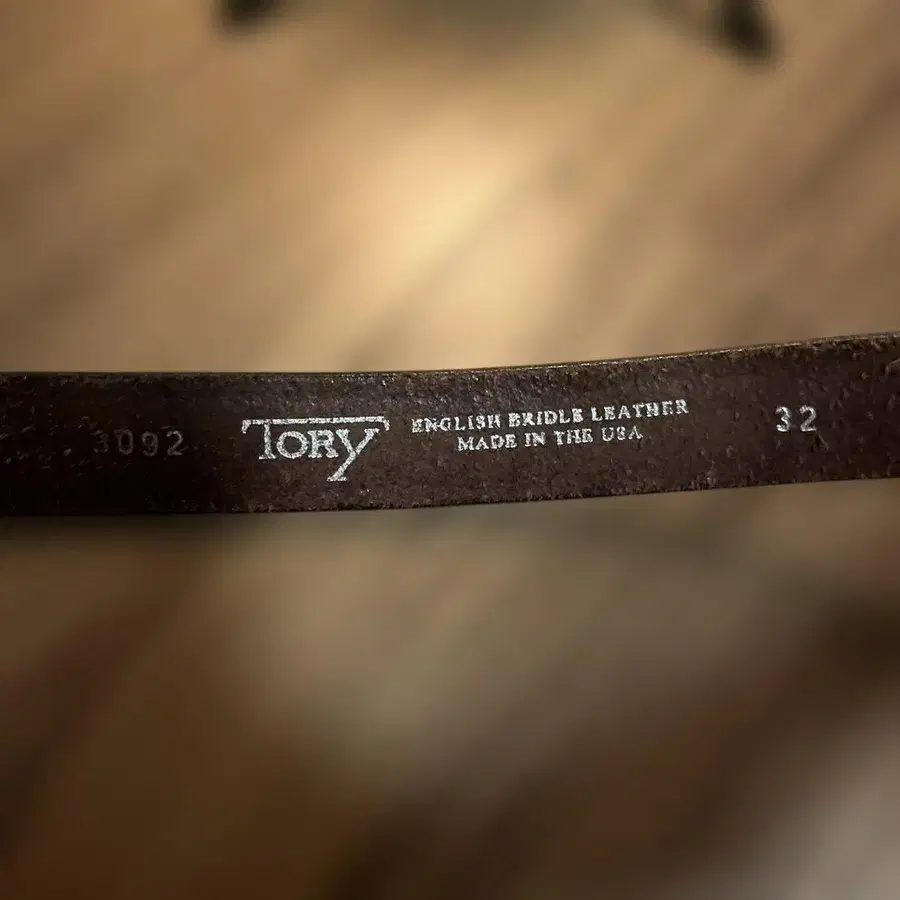 3092
TORY
ENGLISH BRIDLE LEATHER
MADE IN THE USA
32